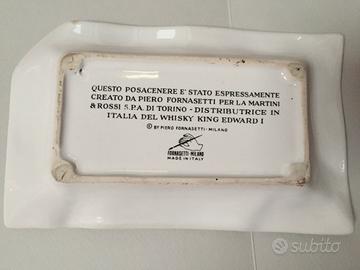 QUESTO POSACENERE E' STATO ESPRESSAMENTE
CREATO DA PIERO FORNASETTI PER LA MARTINI
& ROSSI S.P.A. DI TORINO - DISTRIBUTRICE IN
ITALIA DEL WHISKY KING EDWARD I
© BY PIERO FORNASETTI - MILANO
FORNASETTI-MILANO
MADE IN ITALY
subito